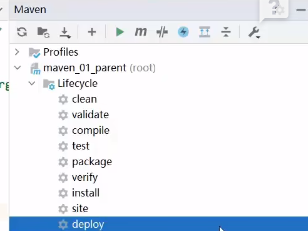 Maven
Profiles
maven_01_parent (root)
Lifecycle
clean
validate
compile
test
package
verify
install
site
deploy